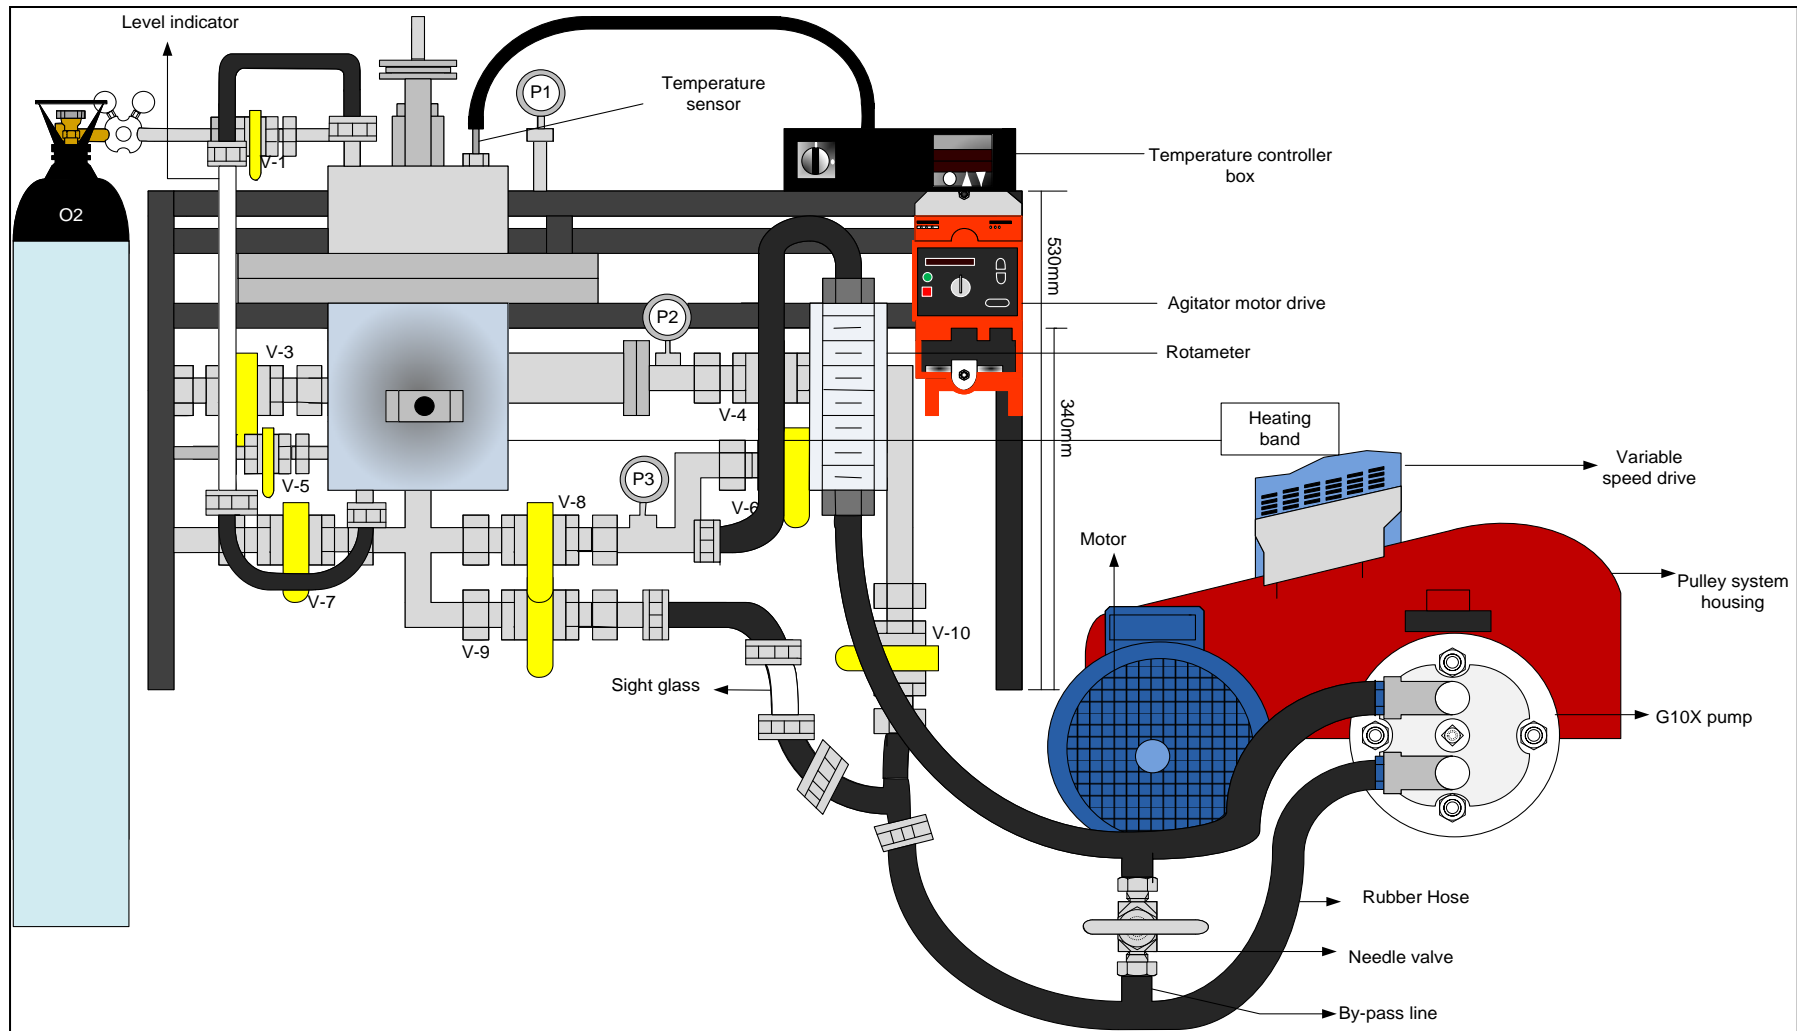 Level indicator
P1
Temperature
sensor
V-1
Temperature controller
box
O2
530mm
Agitator motor drive
P2
V-3
Rotameter
340mm
V-4
Heating
band
Variable
speed drive
P3
V-5
V-6
V-8
Motor
Pulley system
housing
V-7
V-9
V-10
Sight glass
G10X pump
Rubber Hose
Needle valve
By-pass line